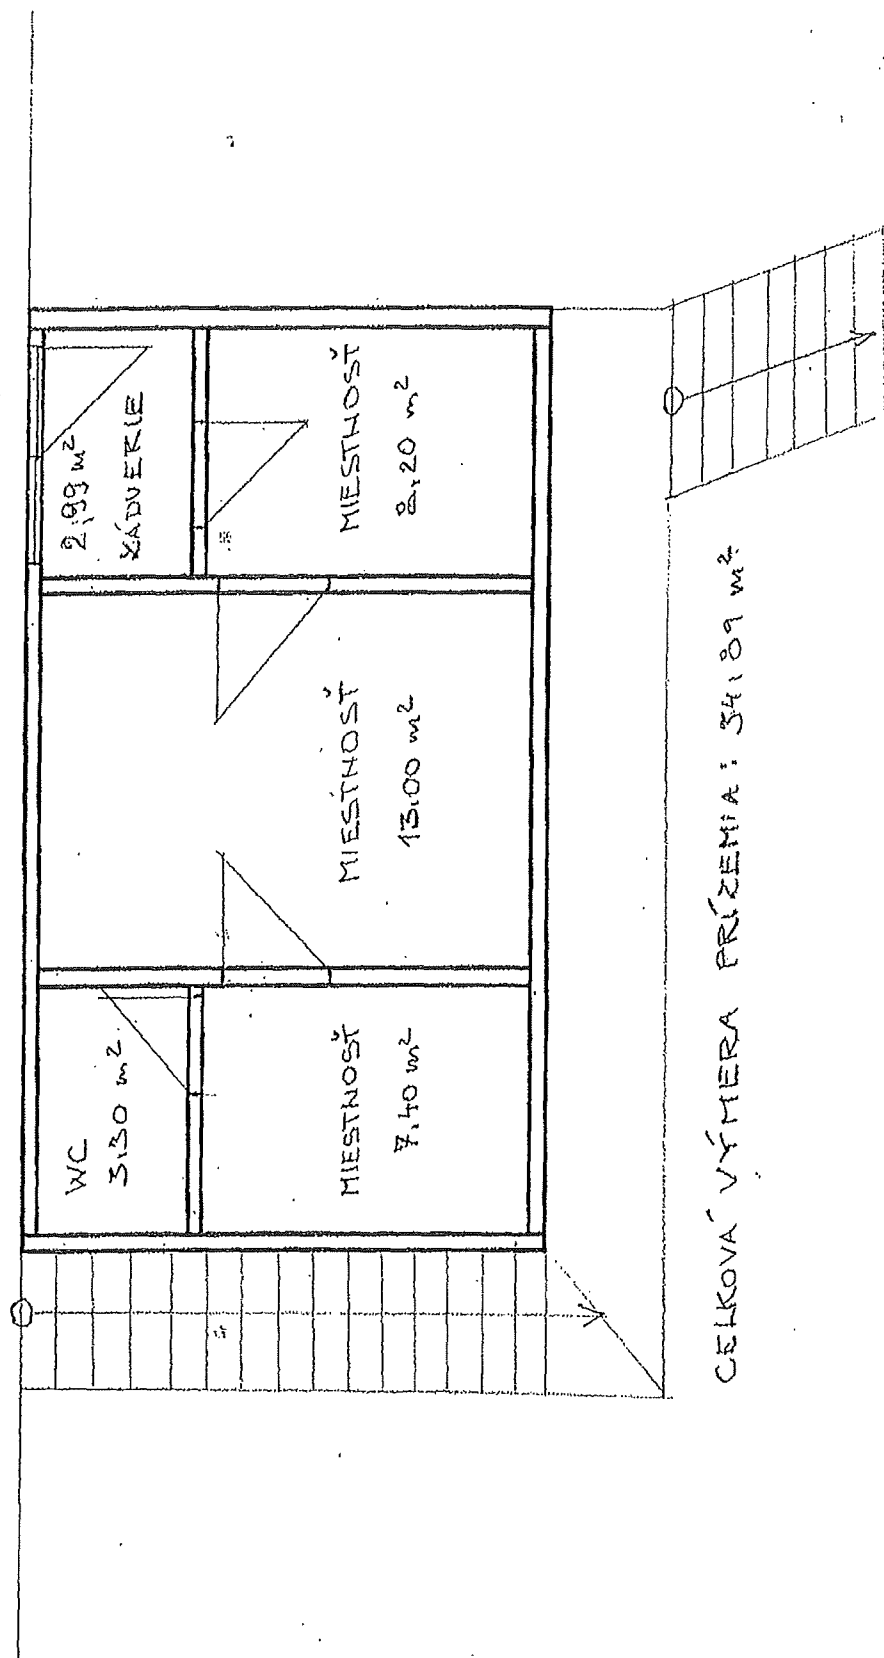 WC
3,30 m²
2,99 m²
ZÁDVERIE
MIESTNOSŤ
7,40 m²
MIESTNOSŤ
13,00 m²
MIESTNOSŤ
8,20 m²
CELKOVÁ VÝMERA PRÍZEMIA: 34,89 m²